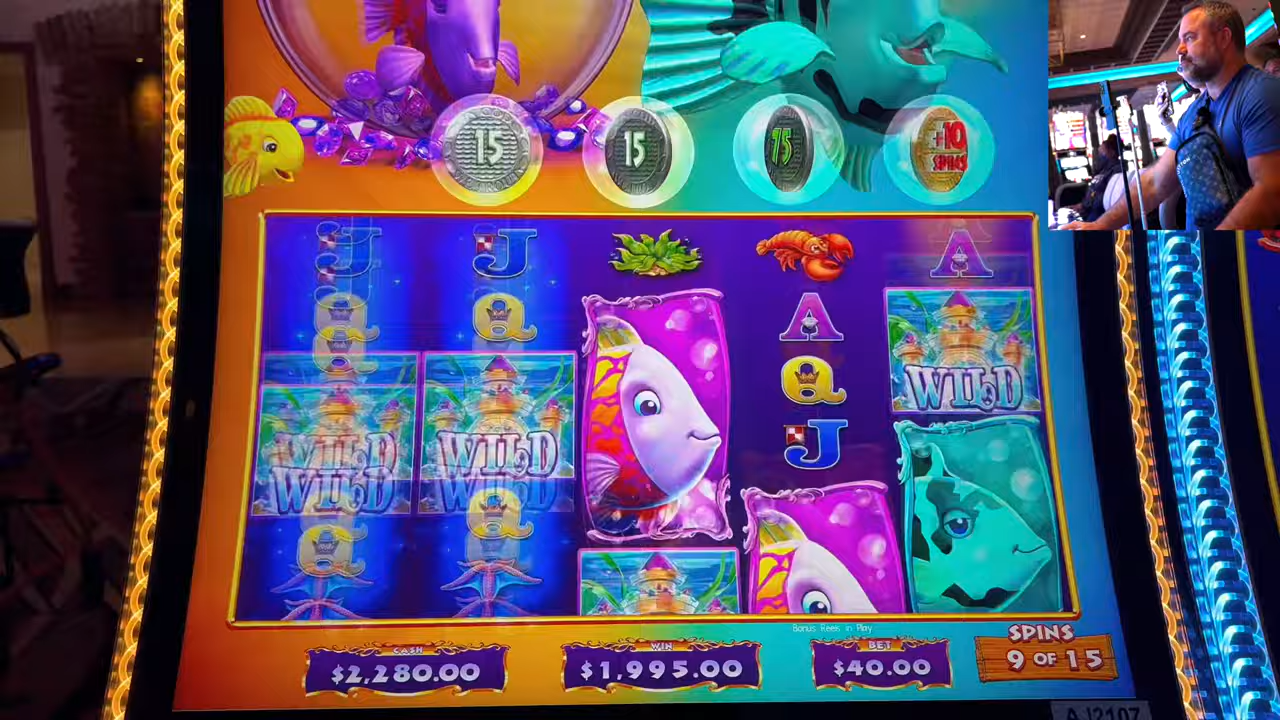 15
15
75
+10
SPINS
J
J
A
Q
Q
A
Q
WILD
WILD
WILD
WILD
J
WILD
Q
Q
Bonus Reels in Play
CASH
WIN
BET
SPINS
$2,280.00
$1,995.00
$40.00
9 OF 15